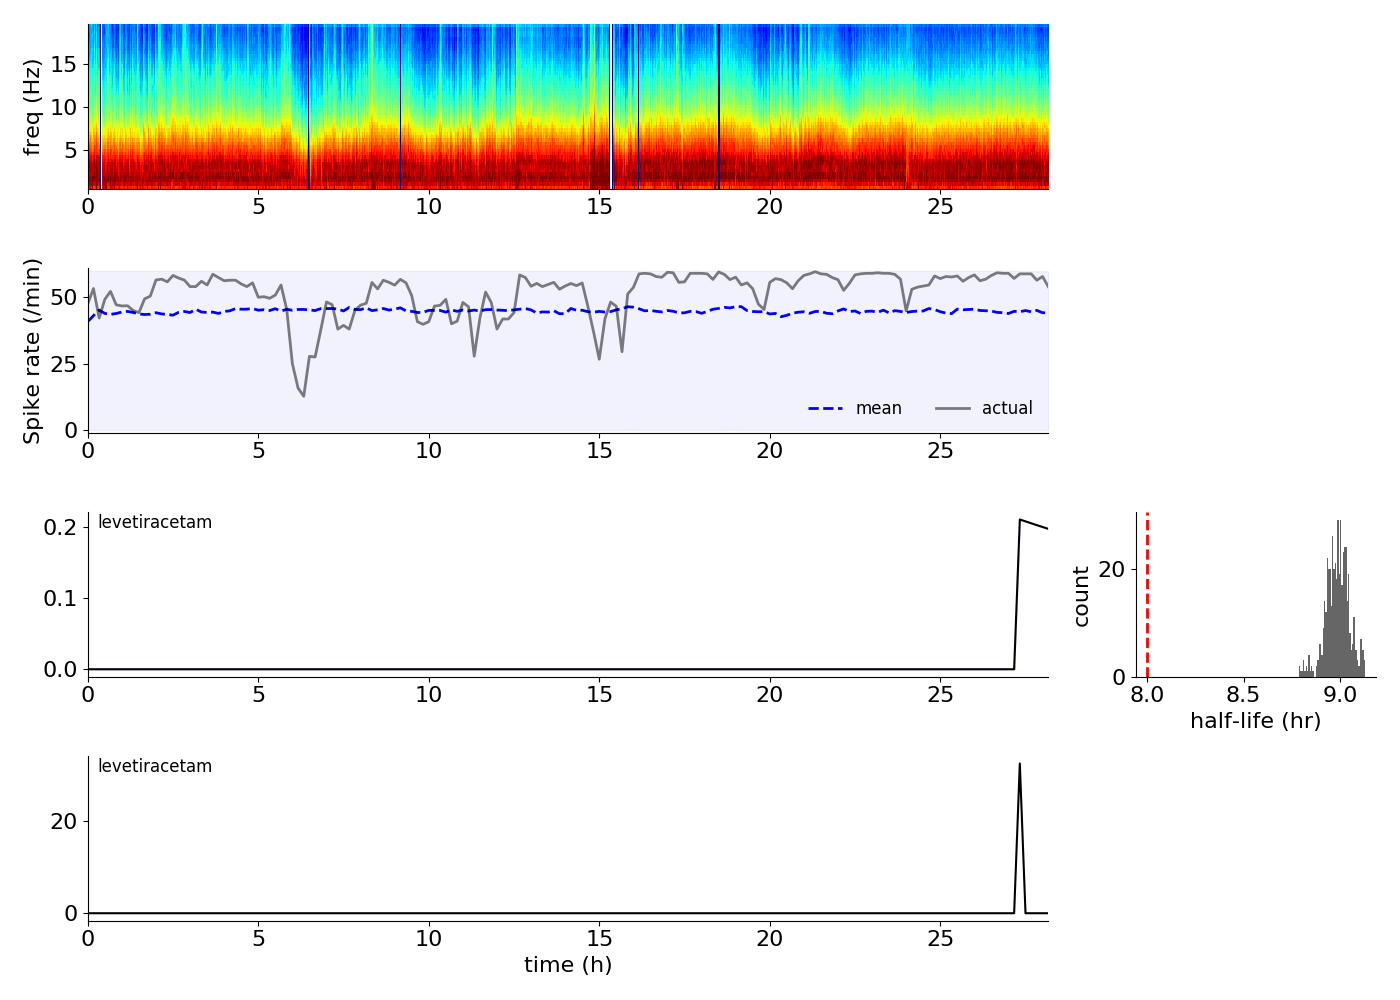 freq (Hz)
15
10
5
0 5 10 15 20 25
Spike rate (/min)
50
25
0
mean actual
0 5 10 15 20 25
levetiracetam
0.2
0.1
0.0
0 5 10 15 20 25
count
20
0
8.0 8.5 9.0
half-life (hr)
levetiracetam
20
0
0 5 10 15 20 25
time (h)